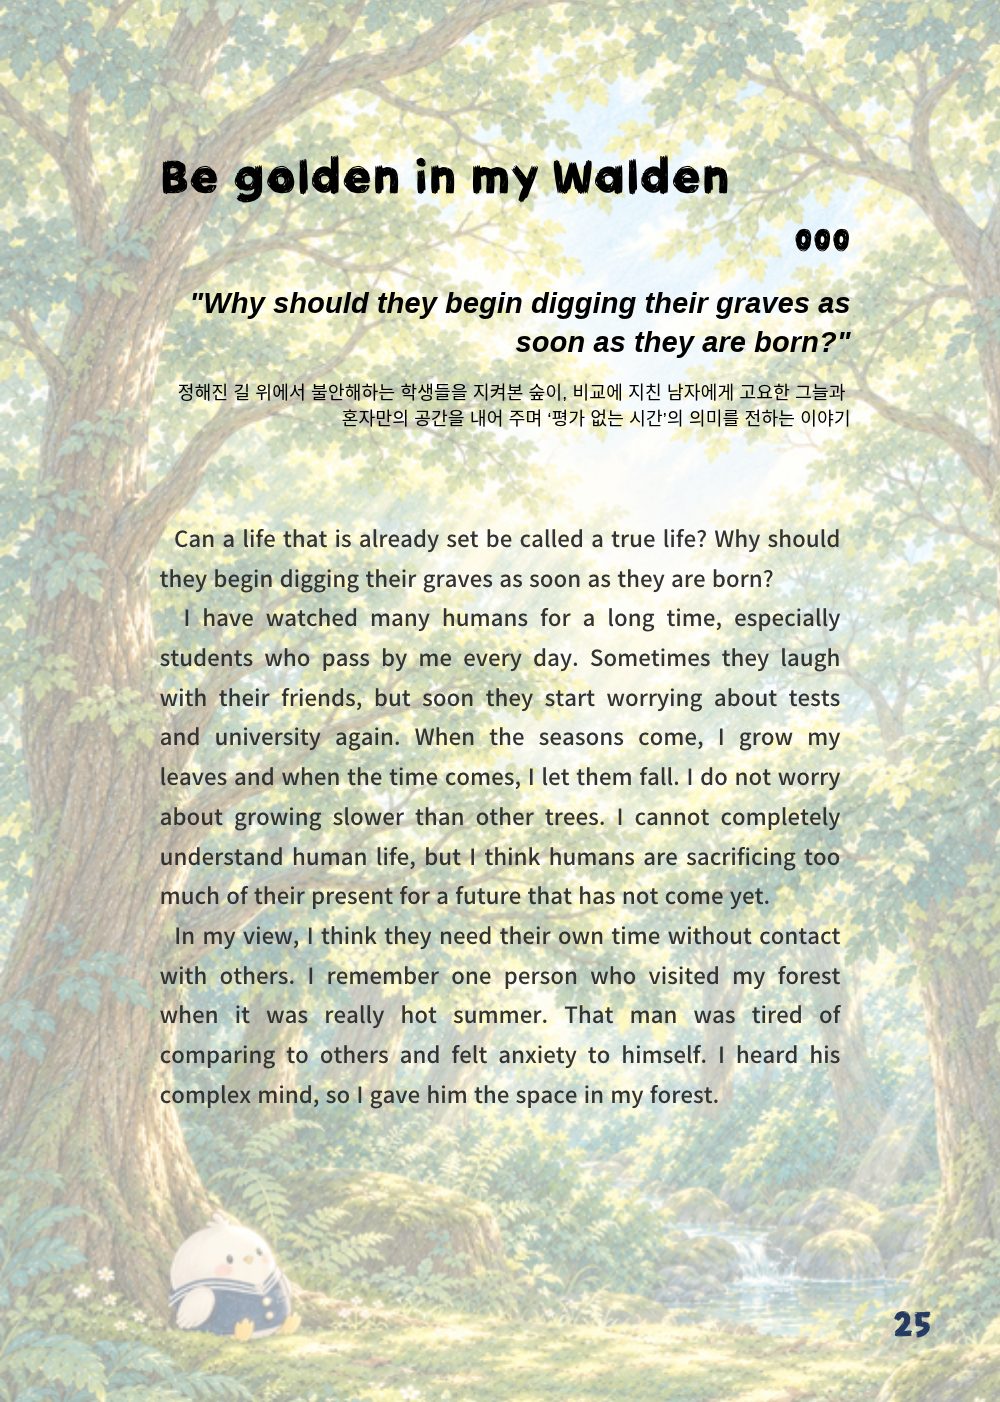 Be golden in my Walden
ooo
"Why should they begin digging their graves as
soon as they are born?"
정해진 길 위에서 불안해하는 학생들을 지켜본 숲이, 비교에 지친 남자에게 고요한 그늘과
혼자만의 공간을 내어 주며 ‘평가 없는 시간’의 의미를 전하는 이야기
Can a life that is already set be called a true life? Why should
they begin digging their graves as soon as they are born?
I have watched many humans for a long time, especially
students who pass by me every day. Sometimes they laugh
with their friends, but soon they start worrying about tests
and university again. When the seasons come, I grow my
leaves and when the time comes, I let them fall. I do not worry
about growing slower than other trees. I cannot completely
understand human life, but I think humans are sacrificing too
much of their present for a future that has not come yet.
In my view, I think they need their own time without contact
with others. I remember one person who visited my forest
when it was really hot summer. That man was tired of
comparing to others and felt anxiety to himself. I heard his
complex mind, so I gave him the space in my forest.
25